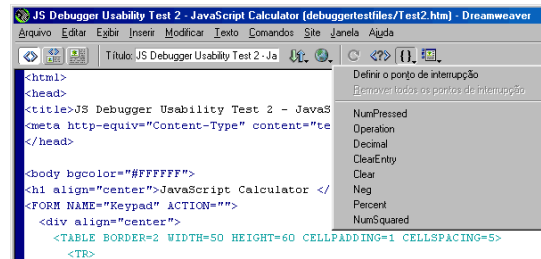 JS Debugger Usability Test 2 - JavaScript Calculator (debuggertestfiles/Test2.htm) - Dreamweaver
Arquivo Editar Exibir Inserir Modificar Texto Comandos Site Janela Ajuda
Título: JS Debugger Usability Test 2 - Ja
Definir o ponto de interrupção
Remover todos os pontos de interrupção
NumPressed
Operation
Decimal
ClearEntry
Clear
Neg
Percent
NumSquared
<html>
<head>
<title>JS Debugger Usability Test 2 - JavaS
<meta http-equiv="Content-Type" content="te
</head>
<body bgcolor="#FFFFFF">
<h1 align="center">JavaScript Calculator </
<FORM NAME="Keypad" ACTION="">
<div align="center">
<TABLE BORDER=2 WIDTH=50 HEIGHT=60 CELLPADDING=1 CELLSPACING=5>
<TR>